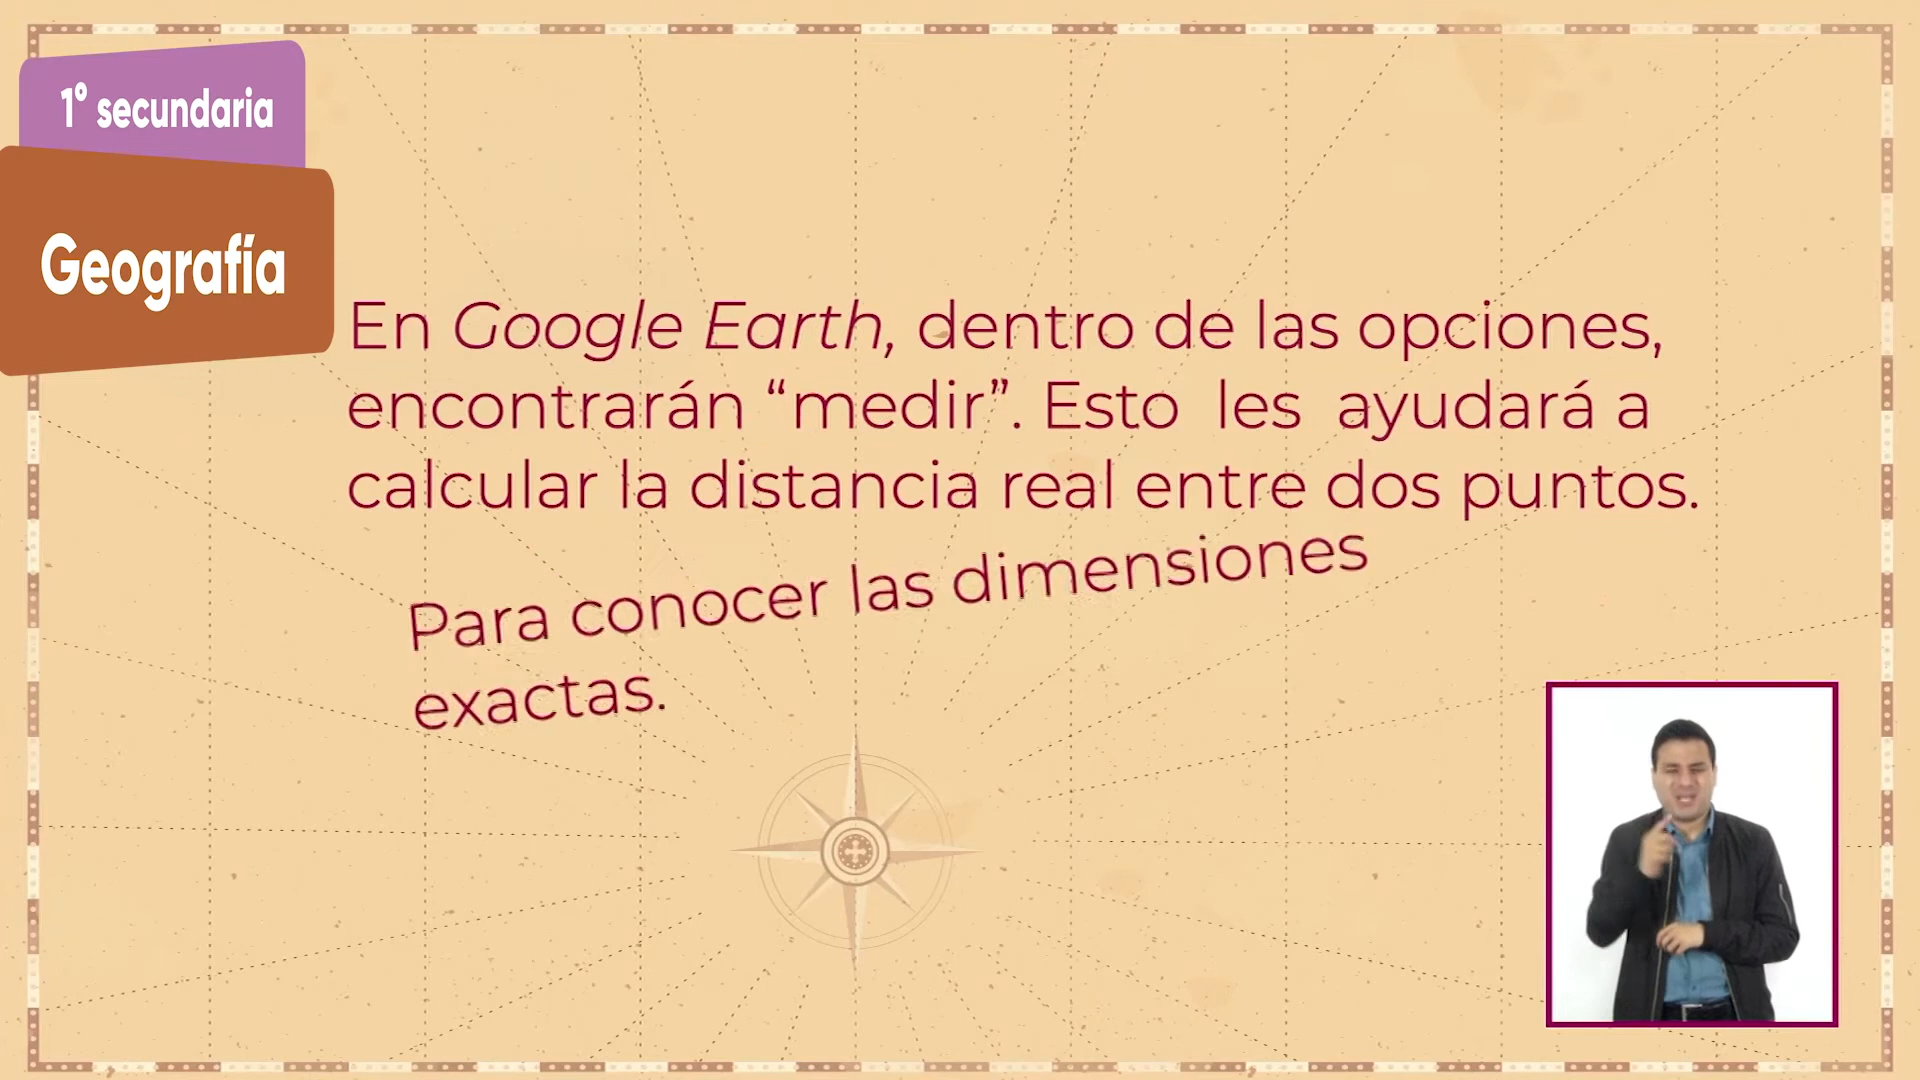 1° secundaria
Geografía
En Google Earth, dentro de las opciones,
encontrarán “medir”. Esto les ayudará a
calcular la distancia real entre dos puntos.
Para conocer las dimensiones
exactas.